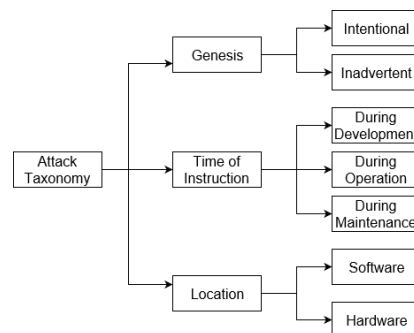 Intentional
Genesis
Inadvertent
During
Development
Attack
Taxonomy
Time of
Instruction
During
Operation
During
Maintenance
Software
Location
Hardware